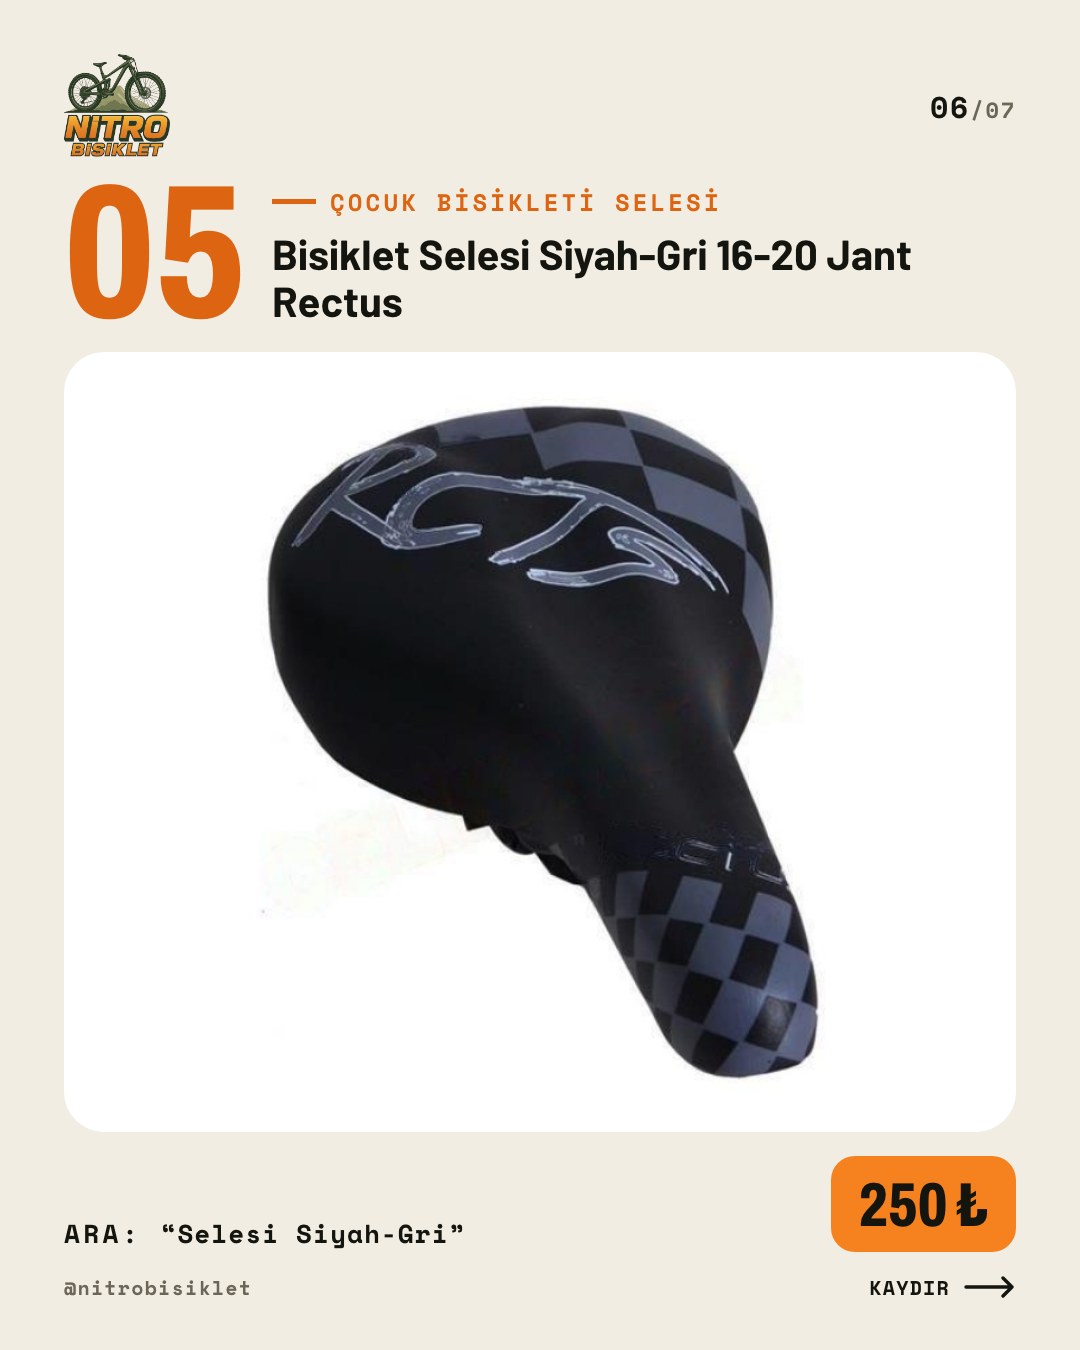 NiTRO
BISIKLET
06/07
05
ÇOCUK BİSİKLETİ SELESİ
Bisiklet Selesi Siyah-Gri 16-20 Jant
Rectus
RCTS
250 ₺
ARA: “Selesi Siyah-Gri”
@nitrobisiklet
KAYDIR